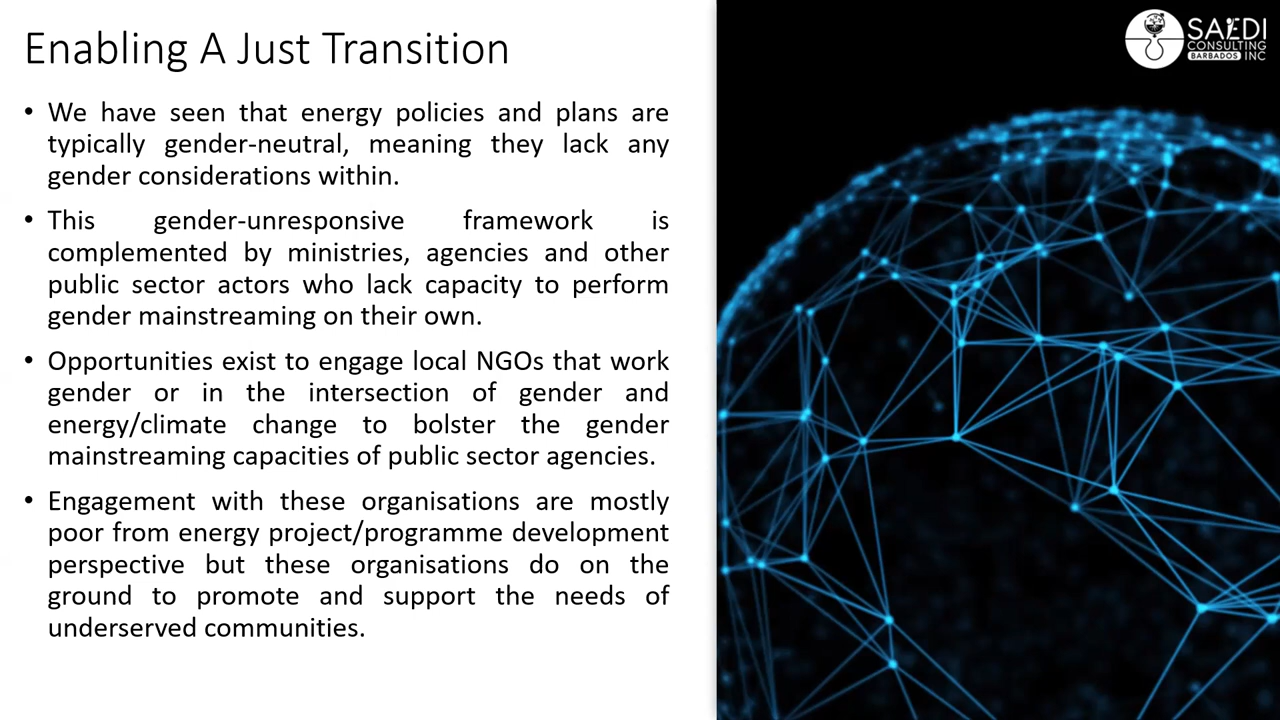 Enabling A Just Transition
• We have seen that energy policies and plans are
typically gender-neutral, meaning they lack any
gender considerations within.
• This gender-unresponsive framework is
complemented by ministries, agencies and other
public sector actors who lack capacity to perform
gender mainstreaming on their own.
• Opportunities exist to engage local NGOs that work
gender or in the intersection of gender and
energy/climate change to bolster the gender
mainstreaming capacities of public sector agencies.
• Engagement with these organisations are mostly
poor from energy project/programme development
perspective but these organisations do on the
ground to promote and support the needs of
underserved communities.
SAEDI
CONSULTING
BARBADOS INC